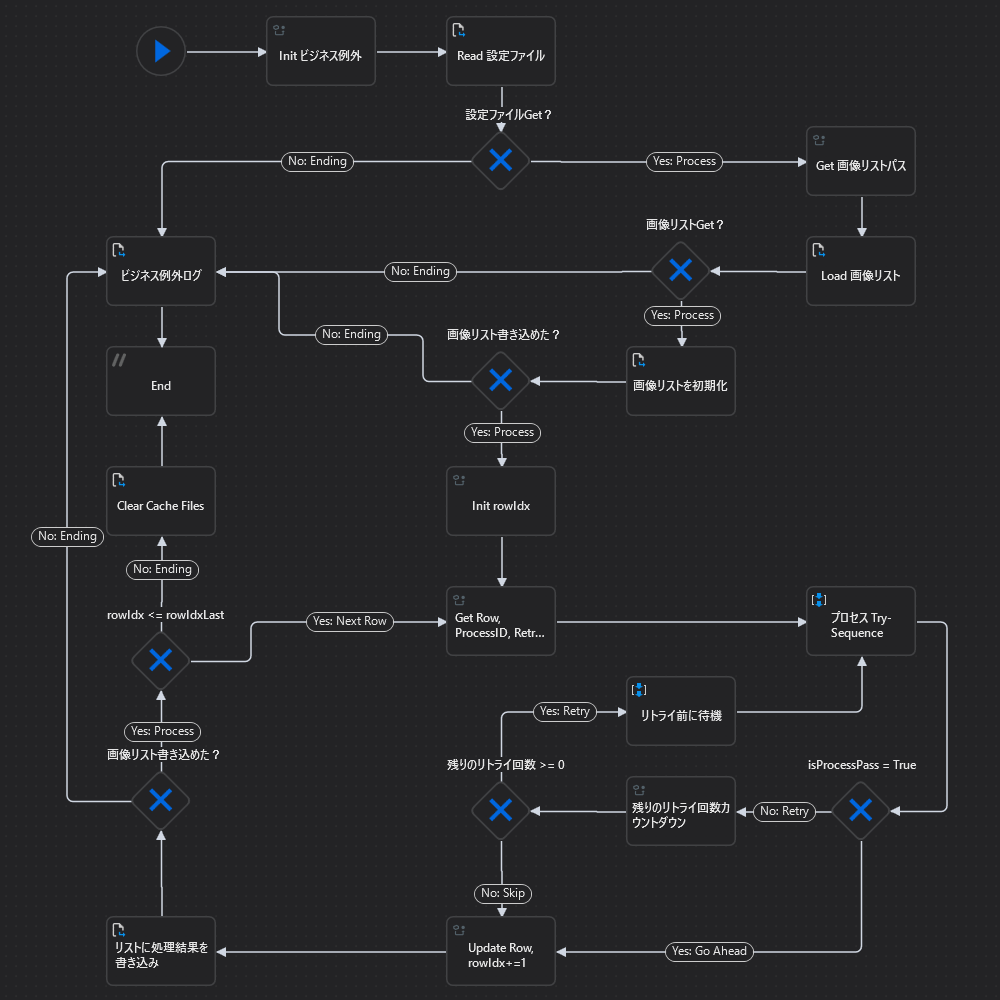 Init ビジネス例外
Read 設定ファイル
設定ファイルGet？
No: Ending
Yes: Process
Get 画像リストパス
画像リストGet？
ビジネス例外ログ
No: Ending
Load 画像リスト
Yes: Process
No: Ending
画像リスト書き込めた？
End
画像リストを初期化
Yes: Process
Clear Cache Files
Init rowIdx
No: Ending
No: Ending
rowIdx <= rowIdxLast
Yes: Next Row
Get Row,
ProcessID, Retr...
プロセス Try-
Sequence
Yes: Retry
リトライ前に待機
Yes: Process
画像リスト書き込めた？
残りのリトライ回数 >= 0
isProcessPass = True
残りのリトライ回数カ
ウントダウン
No: Retry
No: Skip
リストに処理結果を
書き込み
Update Row,
rowIdx+=1
Yes: Go Ahead